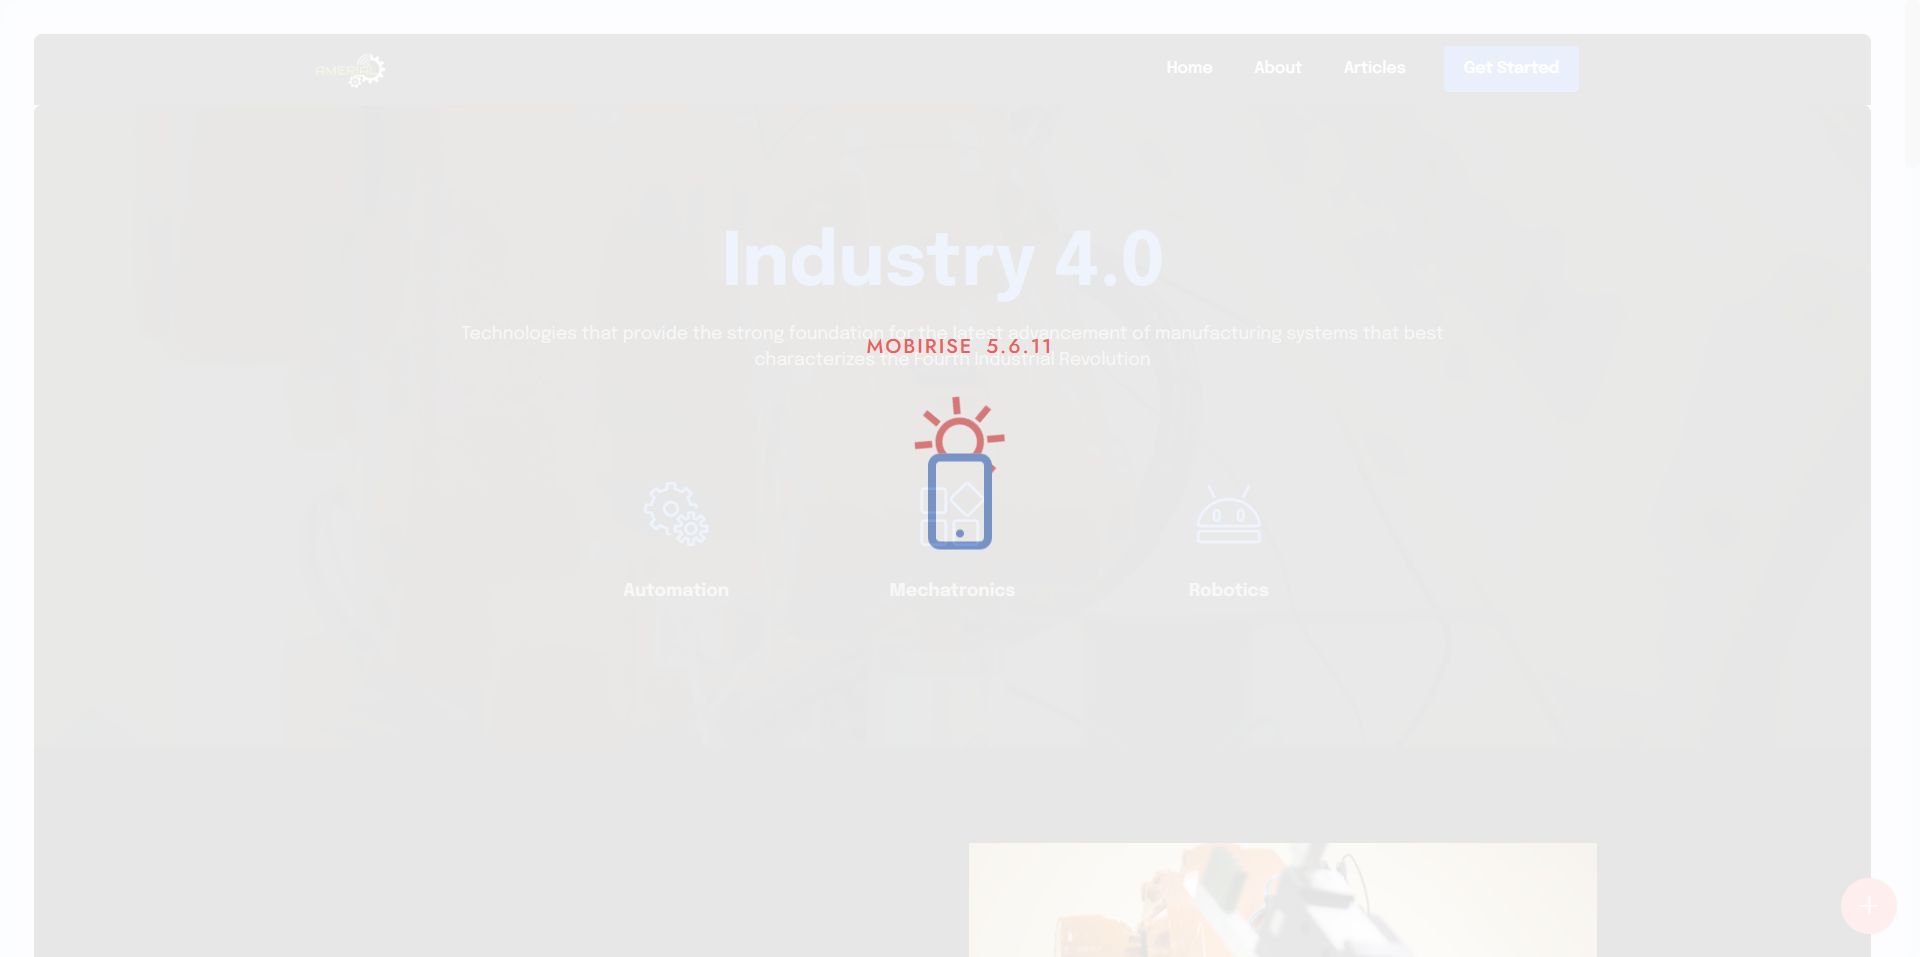 AMERIAL
Home
About
Articles
Get Started
Industry 4.0
Technologies that provide the strong foundation for the latest advancement of manufacturing systems that best
MOBIRISE 5.6.11
characterizes the Fourth Industrial Revolution
Automation
Mechatronics
Robotics